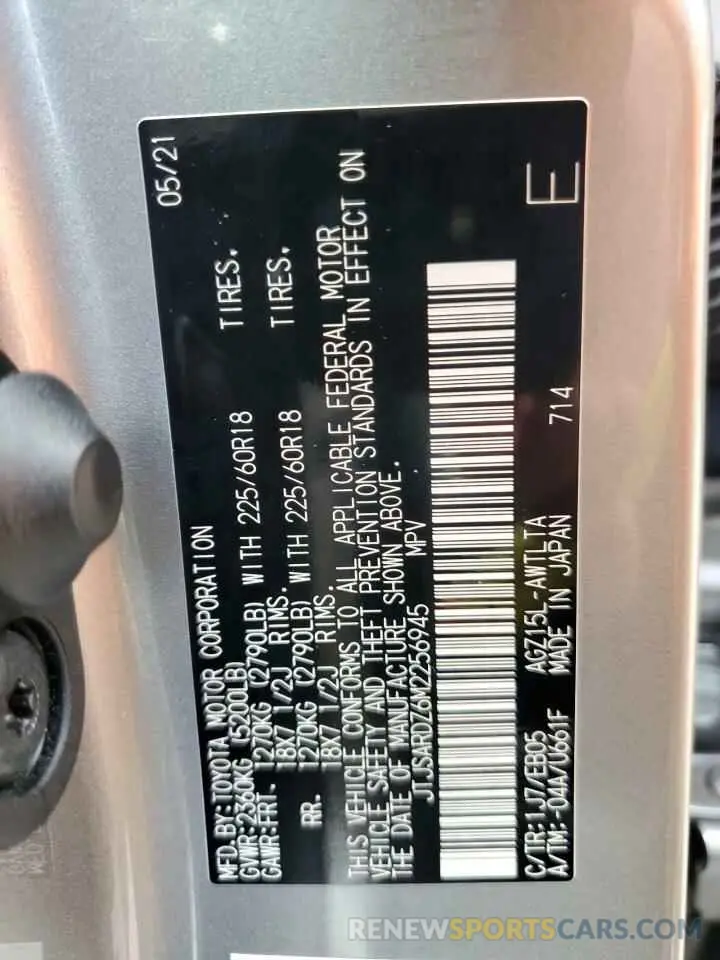 MFD.BY:TOYOTA MOTOR CORPORATION 05/21
GVWR:2360KG (5200LB)
GAWR:FRT. 1270KG (2790LB) WITH 225/60R18 TIRES.
18X7 1/2J RIMS.
RR. 1270KG (2790LB) WITH 225/60R18 TIRES.
18X7 1/2J RIMS.
THIS VEHICLE CONFORMS TO ALL APPLICABLE FEDERAL MOTOR
VEHICLE SAFETY AND THEFT PREVENTION STANDARDS IN EFFECT ON
THE DATE OF MANUFACTURE SHOWN ABOVE.
JTJSARDZ6M2256945 MPV
C/TR:1J7/EB05 AGZ15L-AWTLTA 714
A/TM:-04A/U661F MADE IN JAPAN
E
RENEWSPORTSCARS.COM